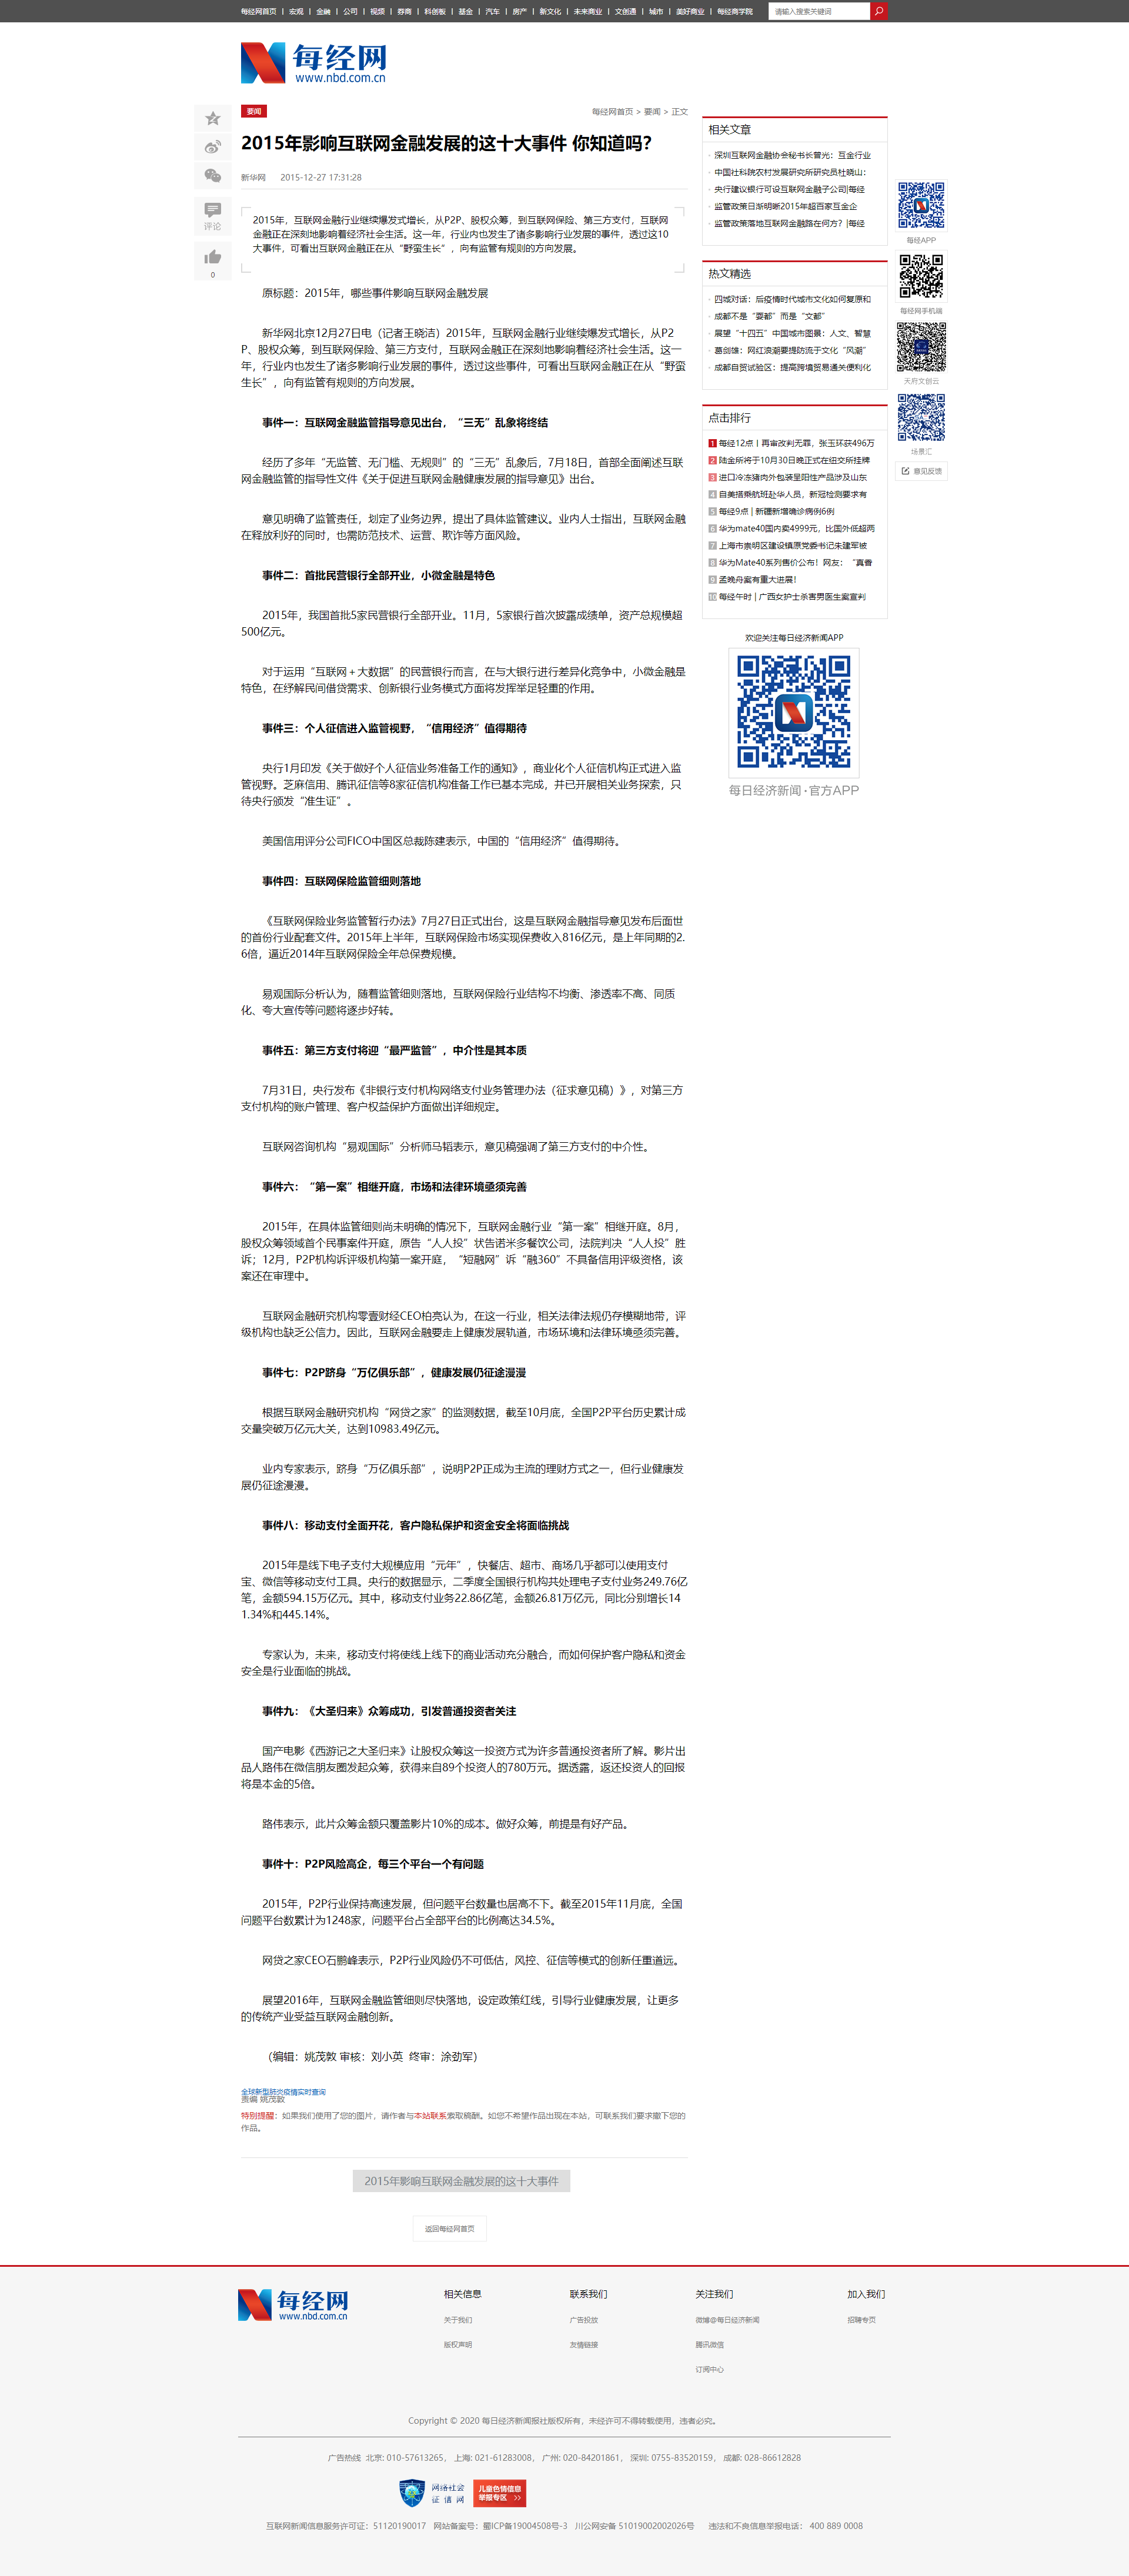 每经网首页 | 宏观 | 金融 | 公司 | 视频 | 券商 | 科创板 | 基金 | 汽车 | 房产 | 新文化 | 未来商业 | 文创通 | 城市 | 美好商业 | 每经商学院
请输入搜索关键词
每经网
www.nbd.com.cn
要闻
每经网首页 > 要闻 > 正文
2015年影响互联网金融发展的这十大事件 你知道吗？
新华网 2015-12-27 17:31:28
评论
0
2015年，互联网金融行业继续爆发式增长，从P2P、股权众筹，到互联网保险、第三方支付，互联网
金融正在深刻地影响着经济社会生活。这一年，行业内也发生了诸多影响行业发展的事件，透过这10
大事件，可看出互联网金融正在从“野蛮生长”，向有监管有规则的方向发展。
原标题：2015年，哪些事件影响互联网金融发展
新华网北京12月27日电（记者王晓洁）2015年，互联网金融行业继续爆发式增长，从P2
P、股权众筹，到互联网保险、第三方支付，互联网金融正在深刻地影响着经济社会生活。这一
年，行业内也发生了诸多影响行业发展的事件，透过这些事件，可看出互联网金融正在从“野蛮
生长”，向有监管有规则的方向发展。
事件一：互联网金融监管指导意见出台，“三无”乱象将终结
经历了多年“无监管、无门槛、无规则”的“三无”乱象后，7月18日，首部全面阐述互联
网金融监管的指导性文件《关于促进互联网金融健康发展的指导意见》出台。
意见明确了监管责任，划定了业务边界，提出了具体监管建议。业内人士指出，互联网金融
在释放利好的同时，也需防范技术、运营、欺诈等方面风险。
事件二：首批民营银行全部开业，小微金融是特色
2015年，我国首批5家民营银行全部开业。11月，5家银行首次披露成绩单，资产总规模超
500亿元。
对于运用“互联网＋大数据”的民营银行而言，在与大银行进行差异化竞争中，小微金融是
特色，在纾解民间借贷需求、创新银行业务模式方面将发挥举足轻重的作用。
事件三：个人征信进入监管视野，“信用经济”值得期待
央行1月印发《关于做好个人征信业务准备工作的通知》，商业化个人征信机构正式进入监
管视野。芝麻信用、腾讯征信等8家征信机构准备工作已基本完成，并已开展相关业务探索，只
待央行颁发“准生证”。
美国信用评分公司FICO中国区总裁陈建表示，中国的“信用经济”值得期待。
事件四：互联网保险监管细则落地
《互联网保险业务监管暂行办法》7月27日正式出台，这是互联网金融指导意见发布后面世
的首份行业配套文件。2015年上半年，互联网保险市场实现保费收入816亿元，是上年同期的2.
6倍，逼近2014年互联网保险全年总保费规模。
易观国际分析认为，随着监管细则落地，互联网保险行业结构不均衡、渗透率不高、同质
化、夸大宣传等问题将逐步好转。
事件五：第三方支付将迎“最严监管”，中介性是其本质
7月31日，央行发布《非银行支付机构网络支付业务管理办法（征求意见稿）》，对第三方
支付机构的账户管理、客户权益保护方面做出详细规定。
互联网咨询机构“易观国际”分析师马韬表示，意见稿强调了第三方支付的中介性。
事件六：“第一案”相继开庭，市场和法律环境亟须完善
2015年，在具体监管细则尚未明确的情况下，互联网金融行业“第一案”相继开庭。8月，
股权众筹领域首个民事案件开庭，原告“人人投”状告诺米多餐饮公司，法院判决“人人投”胜
诉；12月，P2P机构诉评级机构第一案开庭，“短融网”诉“融360”不具备信用评级资格，该
案还在审理中。
互联网金融研究机构零壹财经CEO柏亮认为，在这一行业，相关法律法规仍存模糊地带，评
级机构也缺乏公信力。因此，互联网金融要走上健康发展轨道，市场环境和法律环境亟须完善。
事件七：P2P跻身“万亿俱乐部”，健康发展仍征途漫漫
根据互联网金融研究机构“网贷之家”的监测数据，截至10月底，全国P2P平台历史累计成
交量突破万亿元大关，达到10983.49亿元。
业内专家表示，跻身“万亿俱乐部”，说明P2P正成为主流的理财方式之一，但行业健康发
展仍征途漫漫。
事件八：移动支付全面开花，客户隐私保护和资金安全将面临挑战
2015年是线下电子支付大规模应用“元年”，快餐店、超市、商场几乎都可以使用支付
宝、微信等移动支付工具。央行的数据显示，二季度全国银行机构共处理电子支付业务249.76亿
笔，金额594.15万亿元。其中，移动支付业务22.86亿笔，金额26.81万亿元，同比分别增长14
1.34%和445.14%。
专家认为，未来，移动支付将使线上线下的商业活动充分融合，而如何保护客户隐私和资金
安全是行业面临的挑战。
事件九：《大圣归来》众筹成功，引发普通投资者关注
国产电影《西游记之大圣归来》让股权众筹这一投资方式为许多普通投资者所了解。影片出
品人路伟在微信朋友圈发起众筹，获得来自89个投资人的780万元。据透露，返还投资人的回报
将是本金的5倍。
路伟表示，此片众筹金额只覆盖影片10%的成本。做好众筹，前提是有好产品。
事件十：P2P风险高企，每三个平台一个有问题
2015年，P2P行业保持高速发展，但问题平台数量也居高不下。截至2015年11月底，全国
问题平台数累计为1248家，问题平台占全部平台的比例高达34.5%。
网贷之家CEO石鹏峰表示，P2P行业风险仍不可低估，风控、征信等模式的创新任重道远。
展望2016年，互联网金融监管细则尽快落地，设定政策红线，引导行业健康发展，让更多
的传统产业受益互联网金融创新。
（编辑：姚茂敦 审核：刘小英 终审：涂劲军）
全球新型肺炎疫情实时查询
责编 姚茂敦
特别提醒：如果我们使用了您的图片，请作者与本站联系索取稿酬。如您不希望作品出现在本站，可联系我们要求撤下您的
作品。
2015年影响互联网金融发展的这十大事件
返回每经网首页
相关文章
深圳互联网金融协会秘书长曾光：互金行业
中国社科院农村发展研究所研究员杜晓山：
央行建议银行可设互联网金融子公司|每经
监管政策日渐明晰2015年超百家互金企
监管政策落地互联网金融路在何方？|每经
热文精选
四城对话：后疫情时代城市文化如何复原和
成都不是“耍都”而是“文都”
展望“十四五”中国城市图景：人文、智慧
葛剑雄：网红浪潮要提防流于文化“风潮”
成都自贸试验区：提高跨境贸易通关便利化
点击排行
1 每经12点丨再审改判无罪，张玉环获496万
2 陆金所将于10月30日晚正式在纽交所挂牌
3 进口冷冻猪肉外包装呈阳性产品涉及山东
4 自美搭乘航班赴华人员，新冠检测要求有
5 每经9点 | 新疆新增确诊病例6例
6 华为mate40国内卖4999元，比国外低超两
7 上海市崇明区建设镇原党委书记朱建军被
8 华为Mate40系列售价公布！网友：“真香
9 孟晚舟案有重大进展！
10 每经午时 | 广西女护士杀害男医生案宣判
欢迎关注每日经济新闻APP
每日经济新闻·官方APP
每经APP
每经网手机端
天府文创云
场景汇
意见反馈
每经网
www.nbd.com.cn
相关信息
关于我们
版权声明
联系我们
广告投放
友情链接
关注我们
微博@每日经济新闻
腾讯微信
订阅中心
加入我们
招聘专页
Copyright © 2020 每日经济新闻报社版权所有，未经许可不得转载使用，违者必究。
广告热线 北京: 010-57613265， 上海: 021-61283008， 广州: 020-84201861， 深圳: 0755-83520159， 成都: 028-86612828
网络社会
征信网
儿童色情信息
举报专区 >>
互联网新闻信息服务许可证：51120190017 网站备案号：蜀ICP备19004508号-3 川公网安备 51019002002026号 违法和不良信息举报电话： 400 889 0008